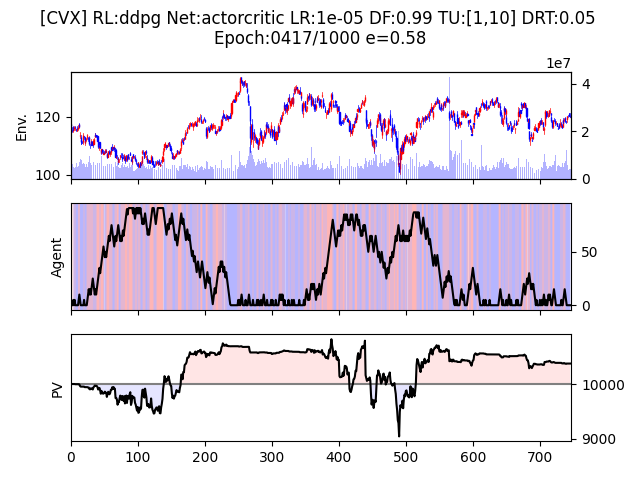 [CVX] RL:ddpg Net:actorcritic LR:1e-05 DF:0.99 TU:[1,10] DRT:0.05
Epoch:0417/1000 e=0.58
1e7
Env.
120
100
4
2
0
Agent
50
0
PV
10000
9000
0 100 200 300 400 500 600 700